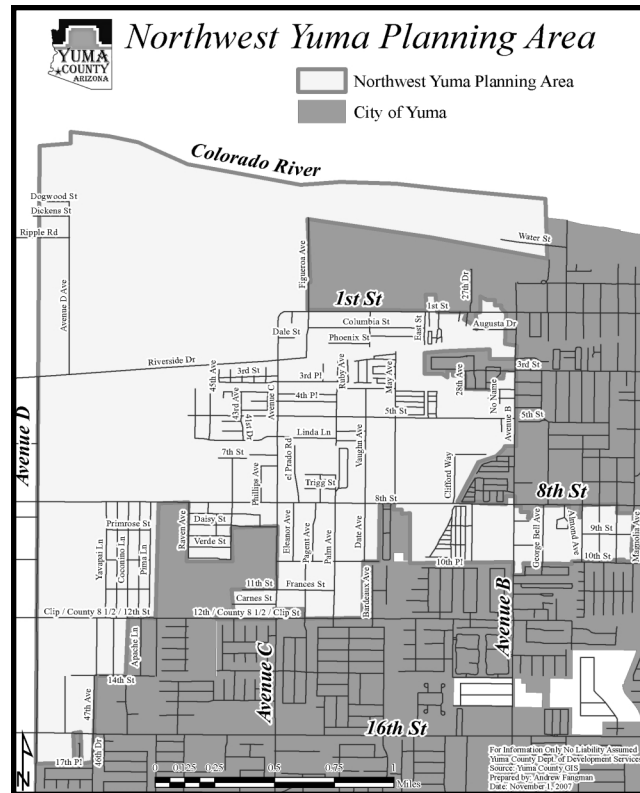 YUMA
COUNTY
ARIZONA
Northwest Yuma Planning Area
Northwest Yuma Planning Area
City of Yuma
Colorado River
Dogwood St
Dickens St
Ripple Rd
Water St
Figueroa Ave
27th Dr
Avenue D Ave
1st St
1st St
Columbia St
East St
Augusta Dr
Dale St
Phoenix St
Riverside Dr
3rd St
45th Ave
3rd St
3rd Pl
Ruby Ave
May Ave
28th Ave
No Name
43rd Ave
Avenue C
4th Pl
5th St
5th St
Avenue B
41st Dr
Linda Ln
Vaughn Ave
Avenue D
7th St
el Prado Rd
Clifford Way
Phillips Ave
Trigg St
8th St
8th St
Primrose St
Raven Ave
Daisy St
Verde St
Eleanor Ave
Pagent Ave
Palm Ave
Date Ave
George Bell Ave
Almond Ave
9th St
10th St
Magnolia Ave
Yavapai Ln
Coconino Ln
Pima Ln
10th Pl
11th St
Frances St
Carnes St
Bardeaux Ave
Clip / County 8 1/2 / 12th St
12th / County 8 1/2 / Clip St
Avenue B
Apache Ln
Avenue C
14th St
47th Ave
16th St
46th Dr
17th Pl
N
0 0.125 0.25 0.5 0.75 1
Miles
For Information Only No Liability Assumed
Yuma County Dept. of Development Services
Source: Yuma County GIS
Prepared by: Andrew Fangman
Date: November 1, 2007